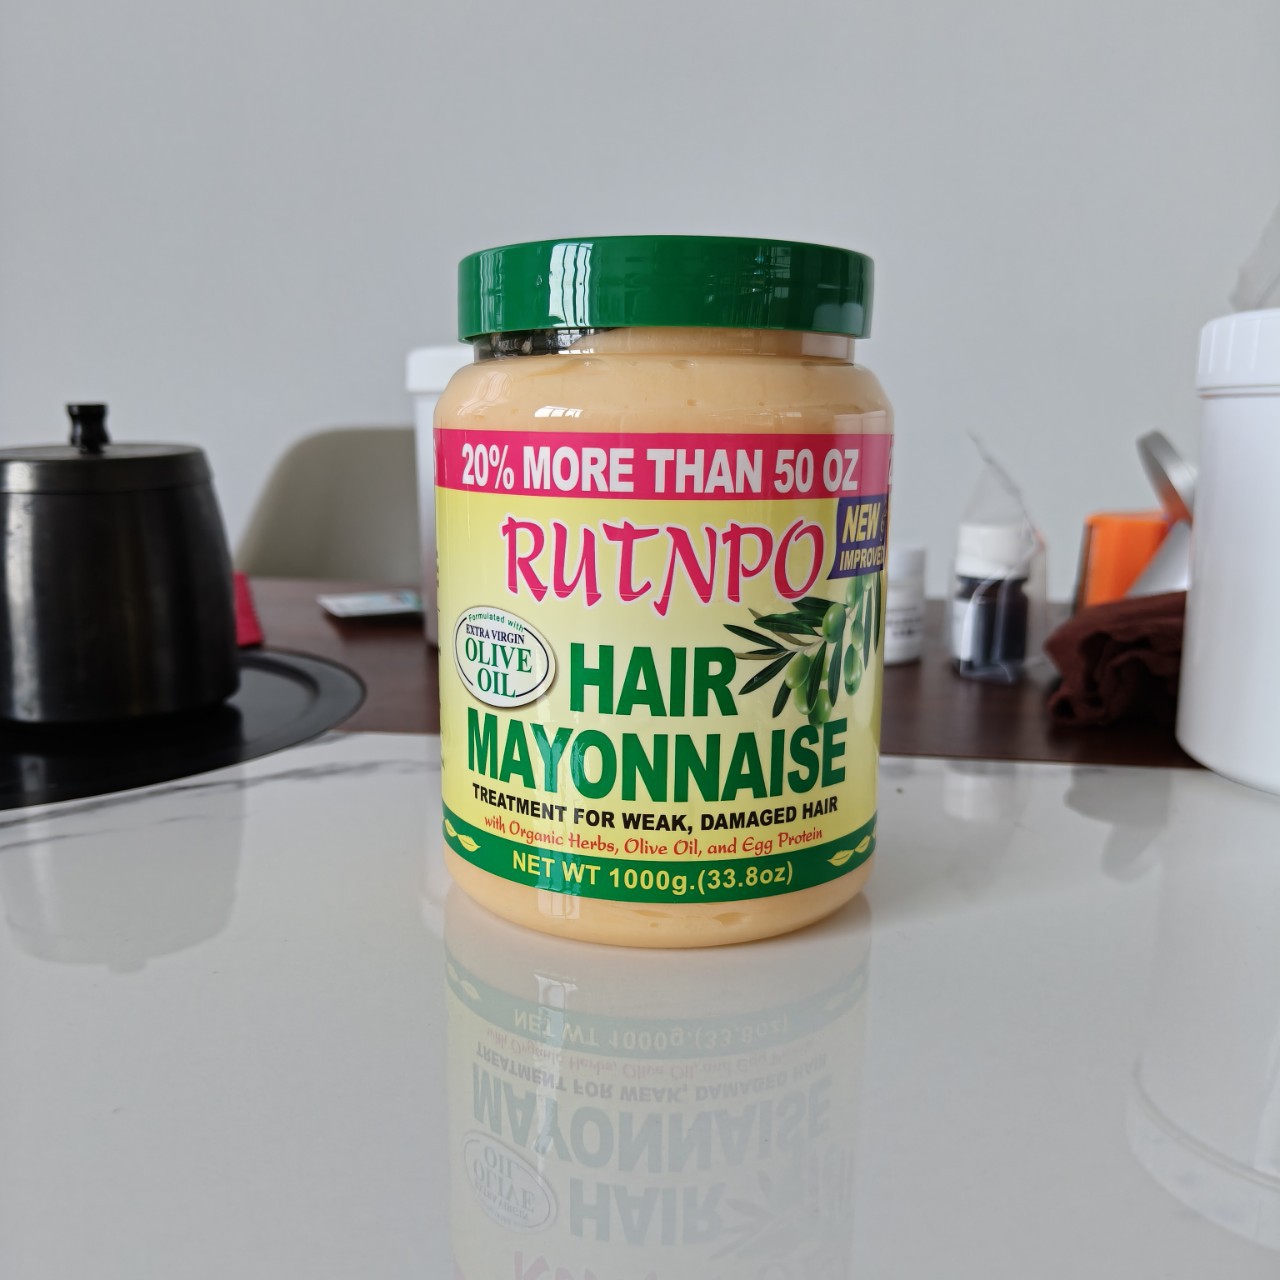 20% MORE THAN 50 OZ
RUTNPO
NEW
IMPROVED
Formulated with
EXTRA VIRGIN
OLIVE
OIL
HAIR
MAYONNAISE
TREATMENT FOR WEAK, DAMAGED HAIR
with Organic Herbs, Olive Oil, and Egg Protein
NET WT 1000g.(33.8oz)